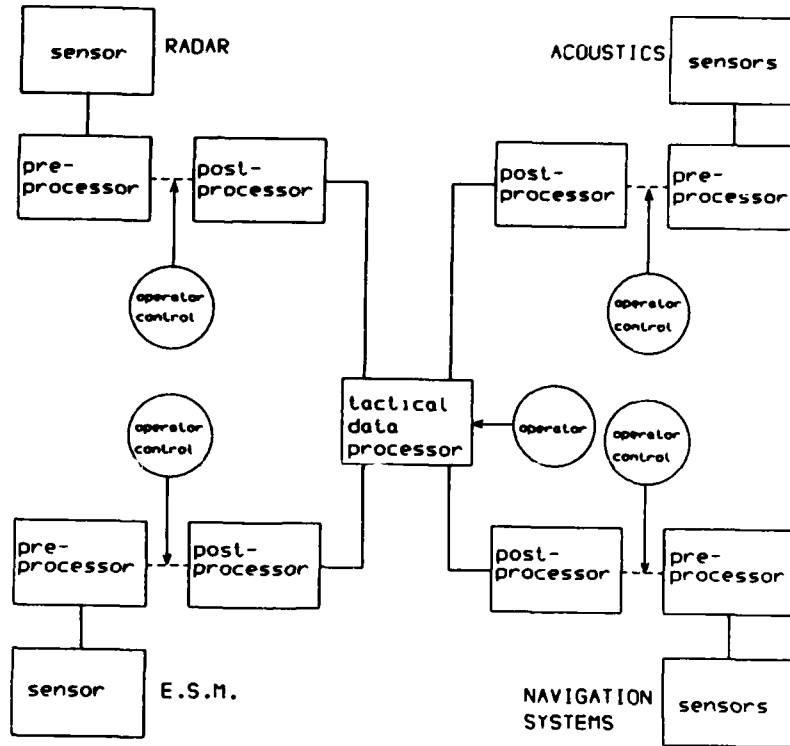 sensor
RADAR
ACOUSTICS
sensors
pre-
processor
post-
processor
post-
processor
pre-
processor
operator
control
operator
control
tactical
data
processor
operator
operator
control
operator
control
pre-
processor
post-
processor
post-
processor
pre-
processor
sensor
E.S.M.
NAVIGATION
SYSTEMS
sensors